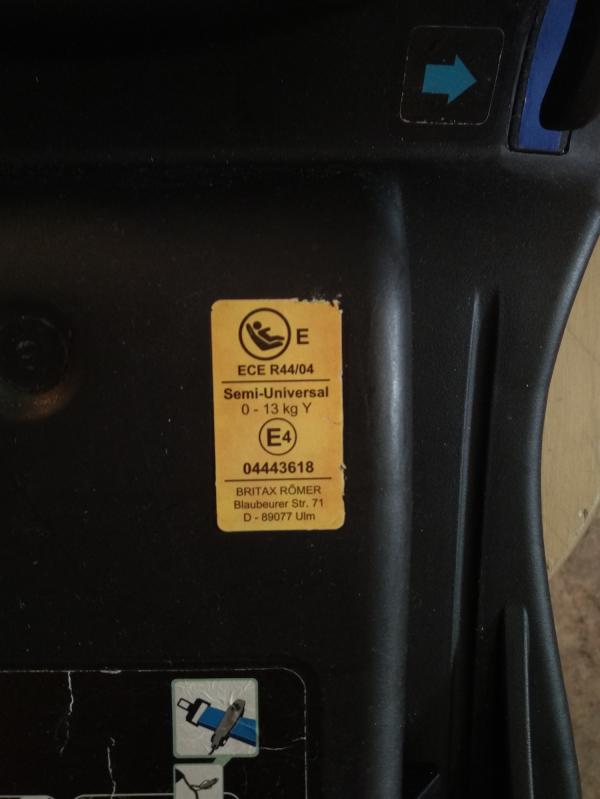 E
ECE R44/04
Semi-Universal
0 - 13 kg Y
E4
04443618
BRITAX RÖMER
Blaubeurer Str. 71
D - 89077 Ulm